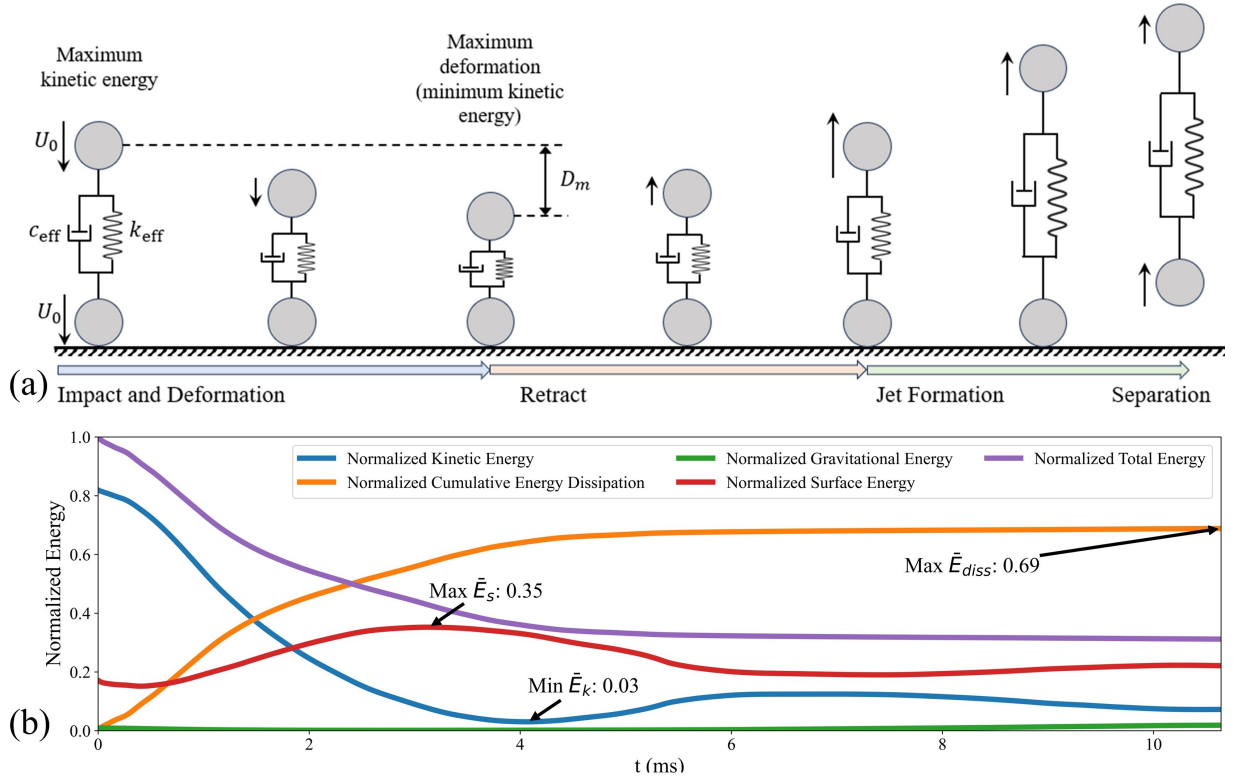 Maximum
kinetic energy
Maximum
deformation
(minimum kinetic
energy)
U₀
Dₘ
c_eff
k_eff
U₀
(a)
Impact and Deformation
Retract
Jet Formation
Separation
(b)
Normalized Energy
1.0
0.8
0.6
0.4
0.2
0.0
Normalized Kinetic Energy
Normalized Cumulative Energy Dissipation
Normalized Gravitational Energy
Normalized Surface Energy
Normalized Total Energy
Max Ēₛ: 0.35
Min Ēₖ: 0.03
Max Ē_diss: 0.69
0
2
4
6
8
10
t (ms)